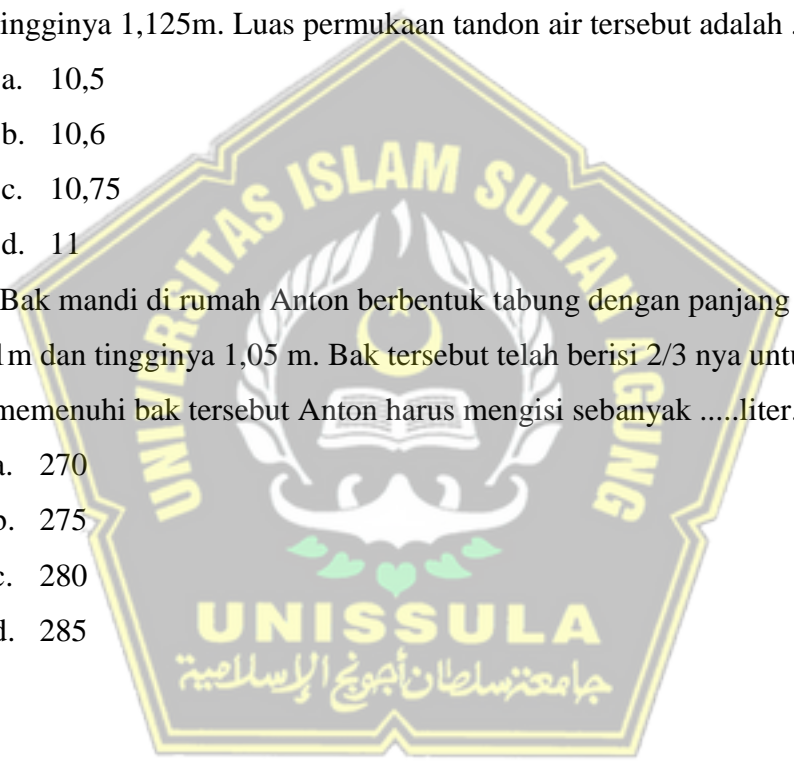 ingginya 1,125m. Luas permukaan tandon air tersebut adalah .
a. 10,5
b. 10,6
c. 10,75
d. 11
Bak mandi di rumah Anton berbentuk tabung dengan panjang
1m dan tingginya 1,05 m. Bak tersebut telah berisi 2/3 nya untu
memenuhi bak tersebut Anton harus mengisi sebanyak .....liter.
a. 270
b. 275
c. 280
d. 285
UNIVERSITAS ISLAM SULTAN AGUNG
UNISSULA
جامعة سلطان أجونج الإسلامية